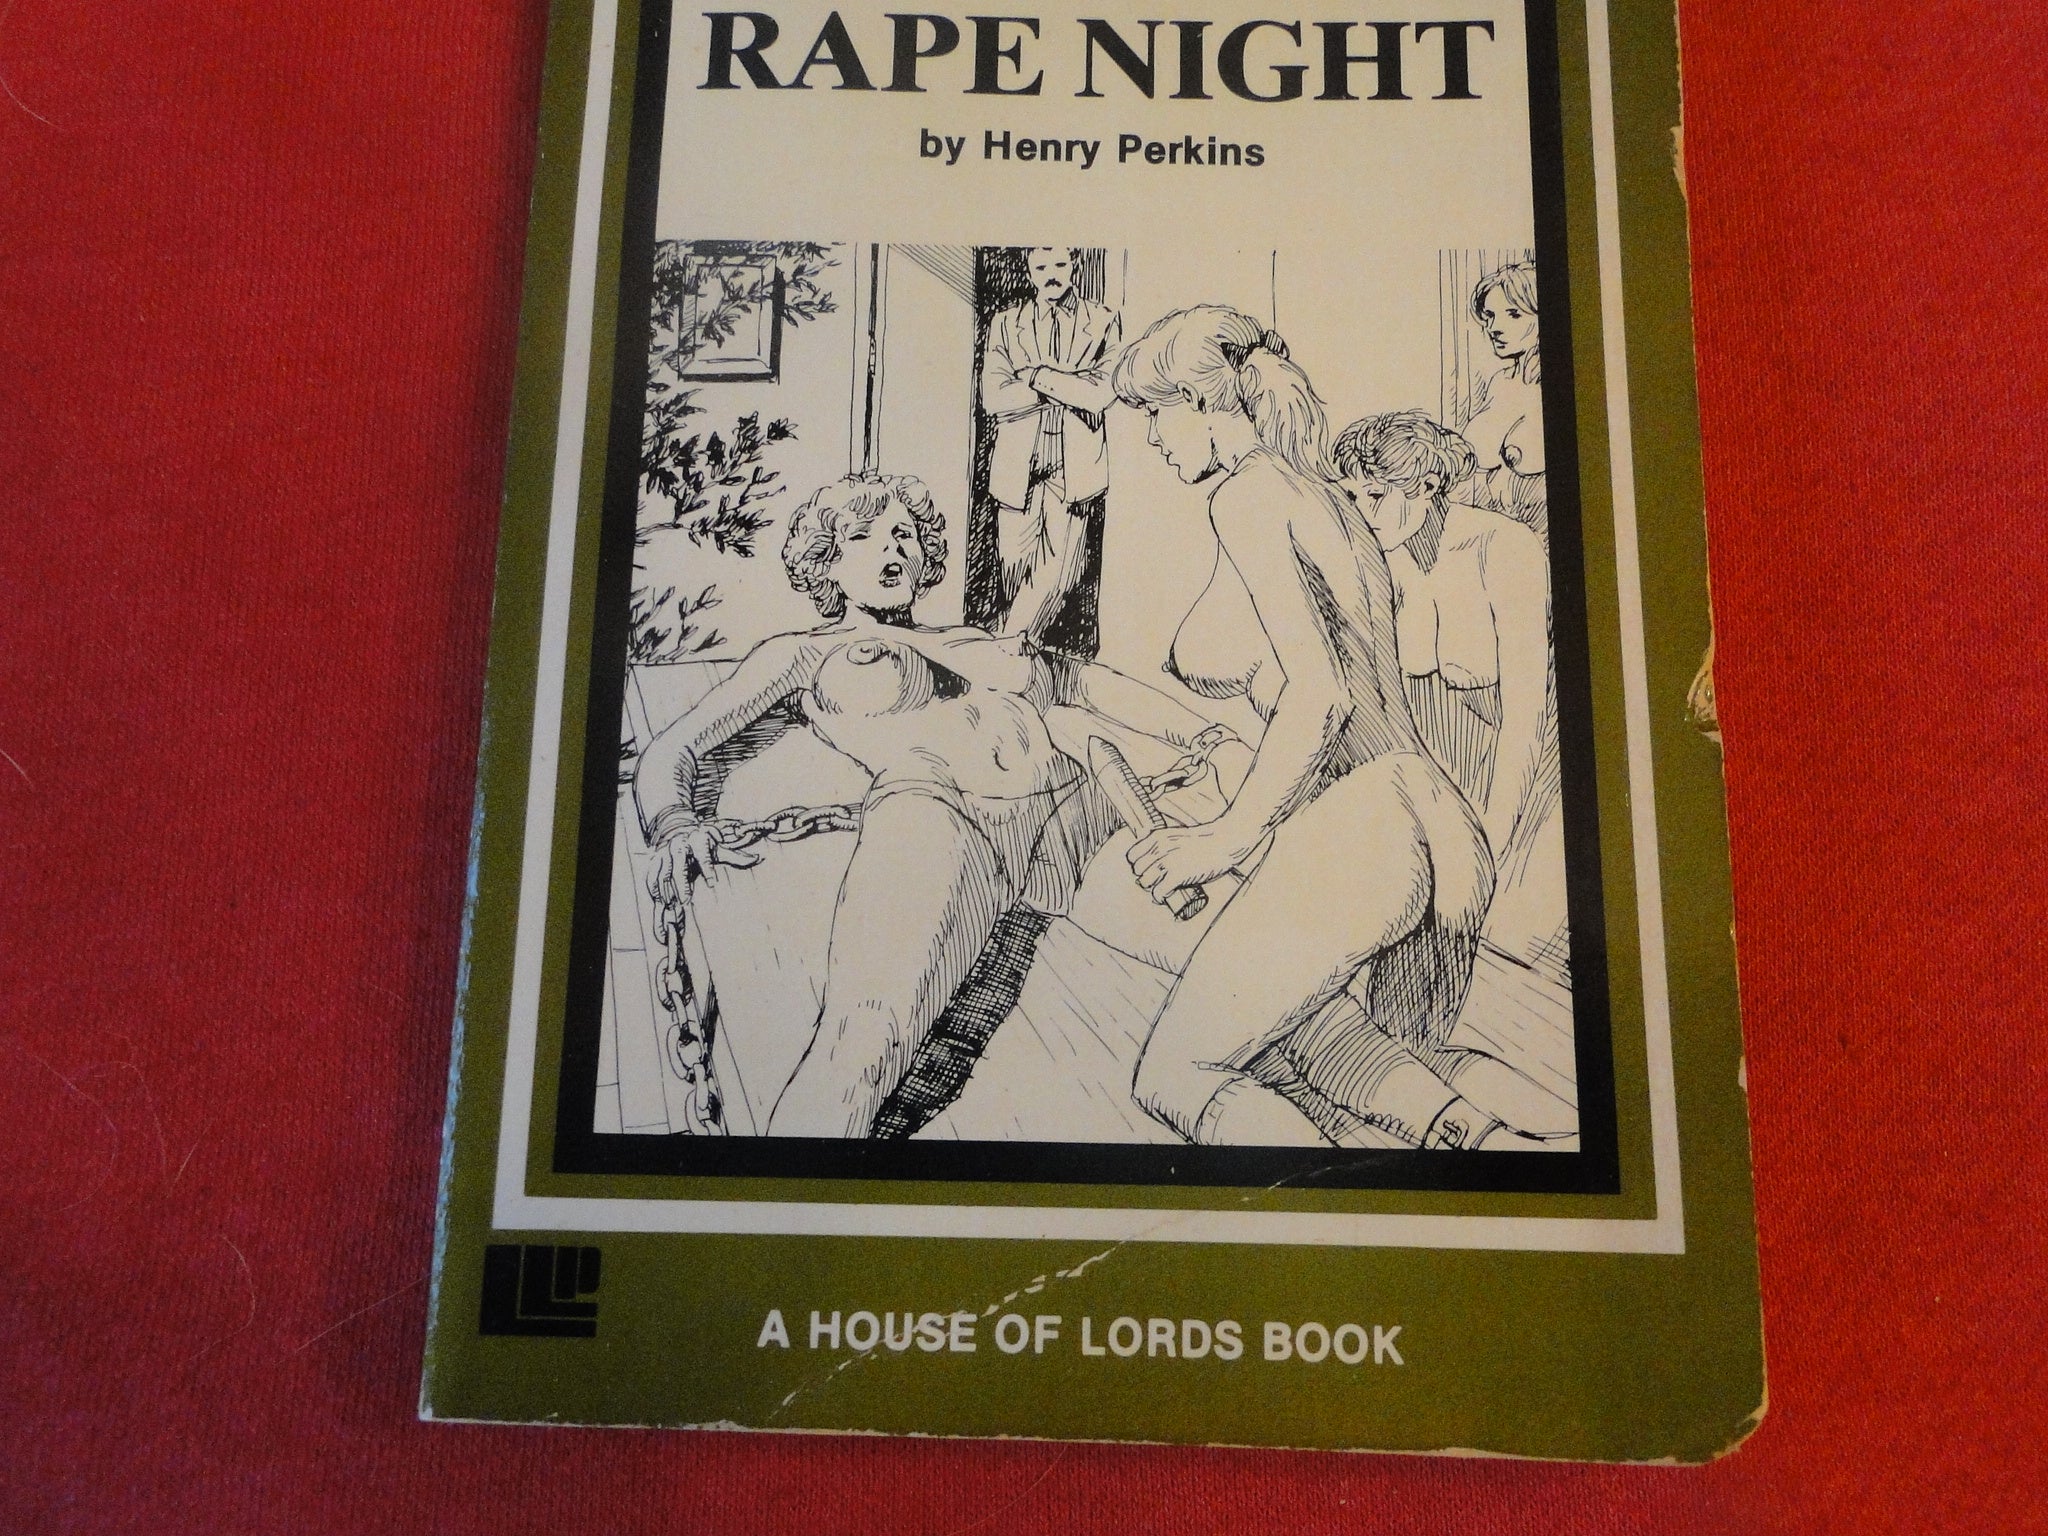 RAPE NIGHT
by Henry Perkins
A HOUSE OF LORDS BOOK